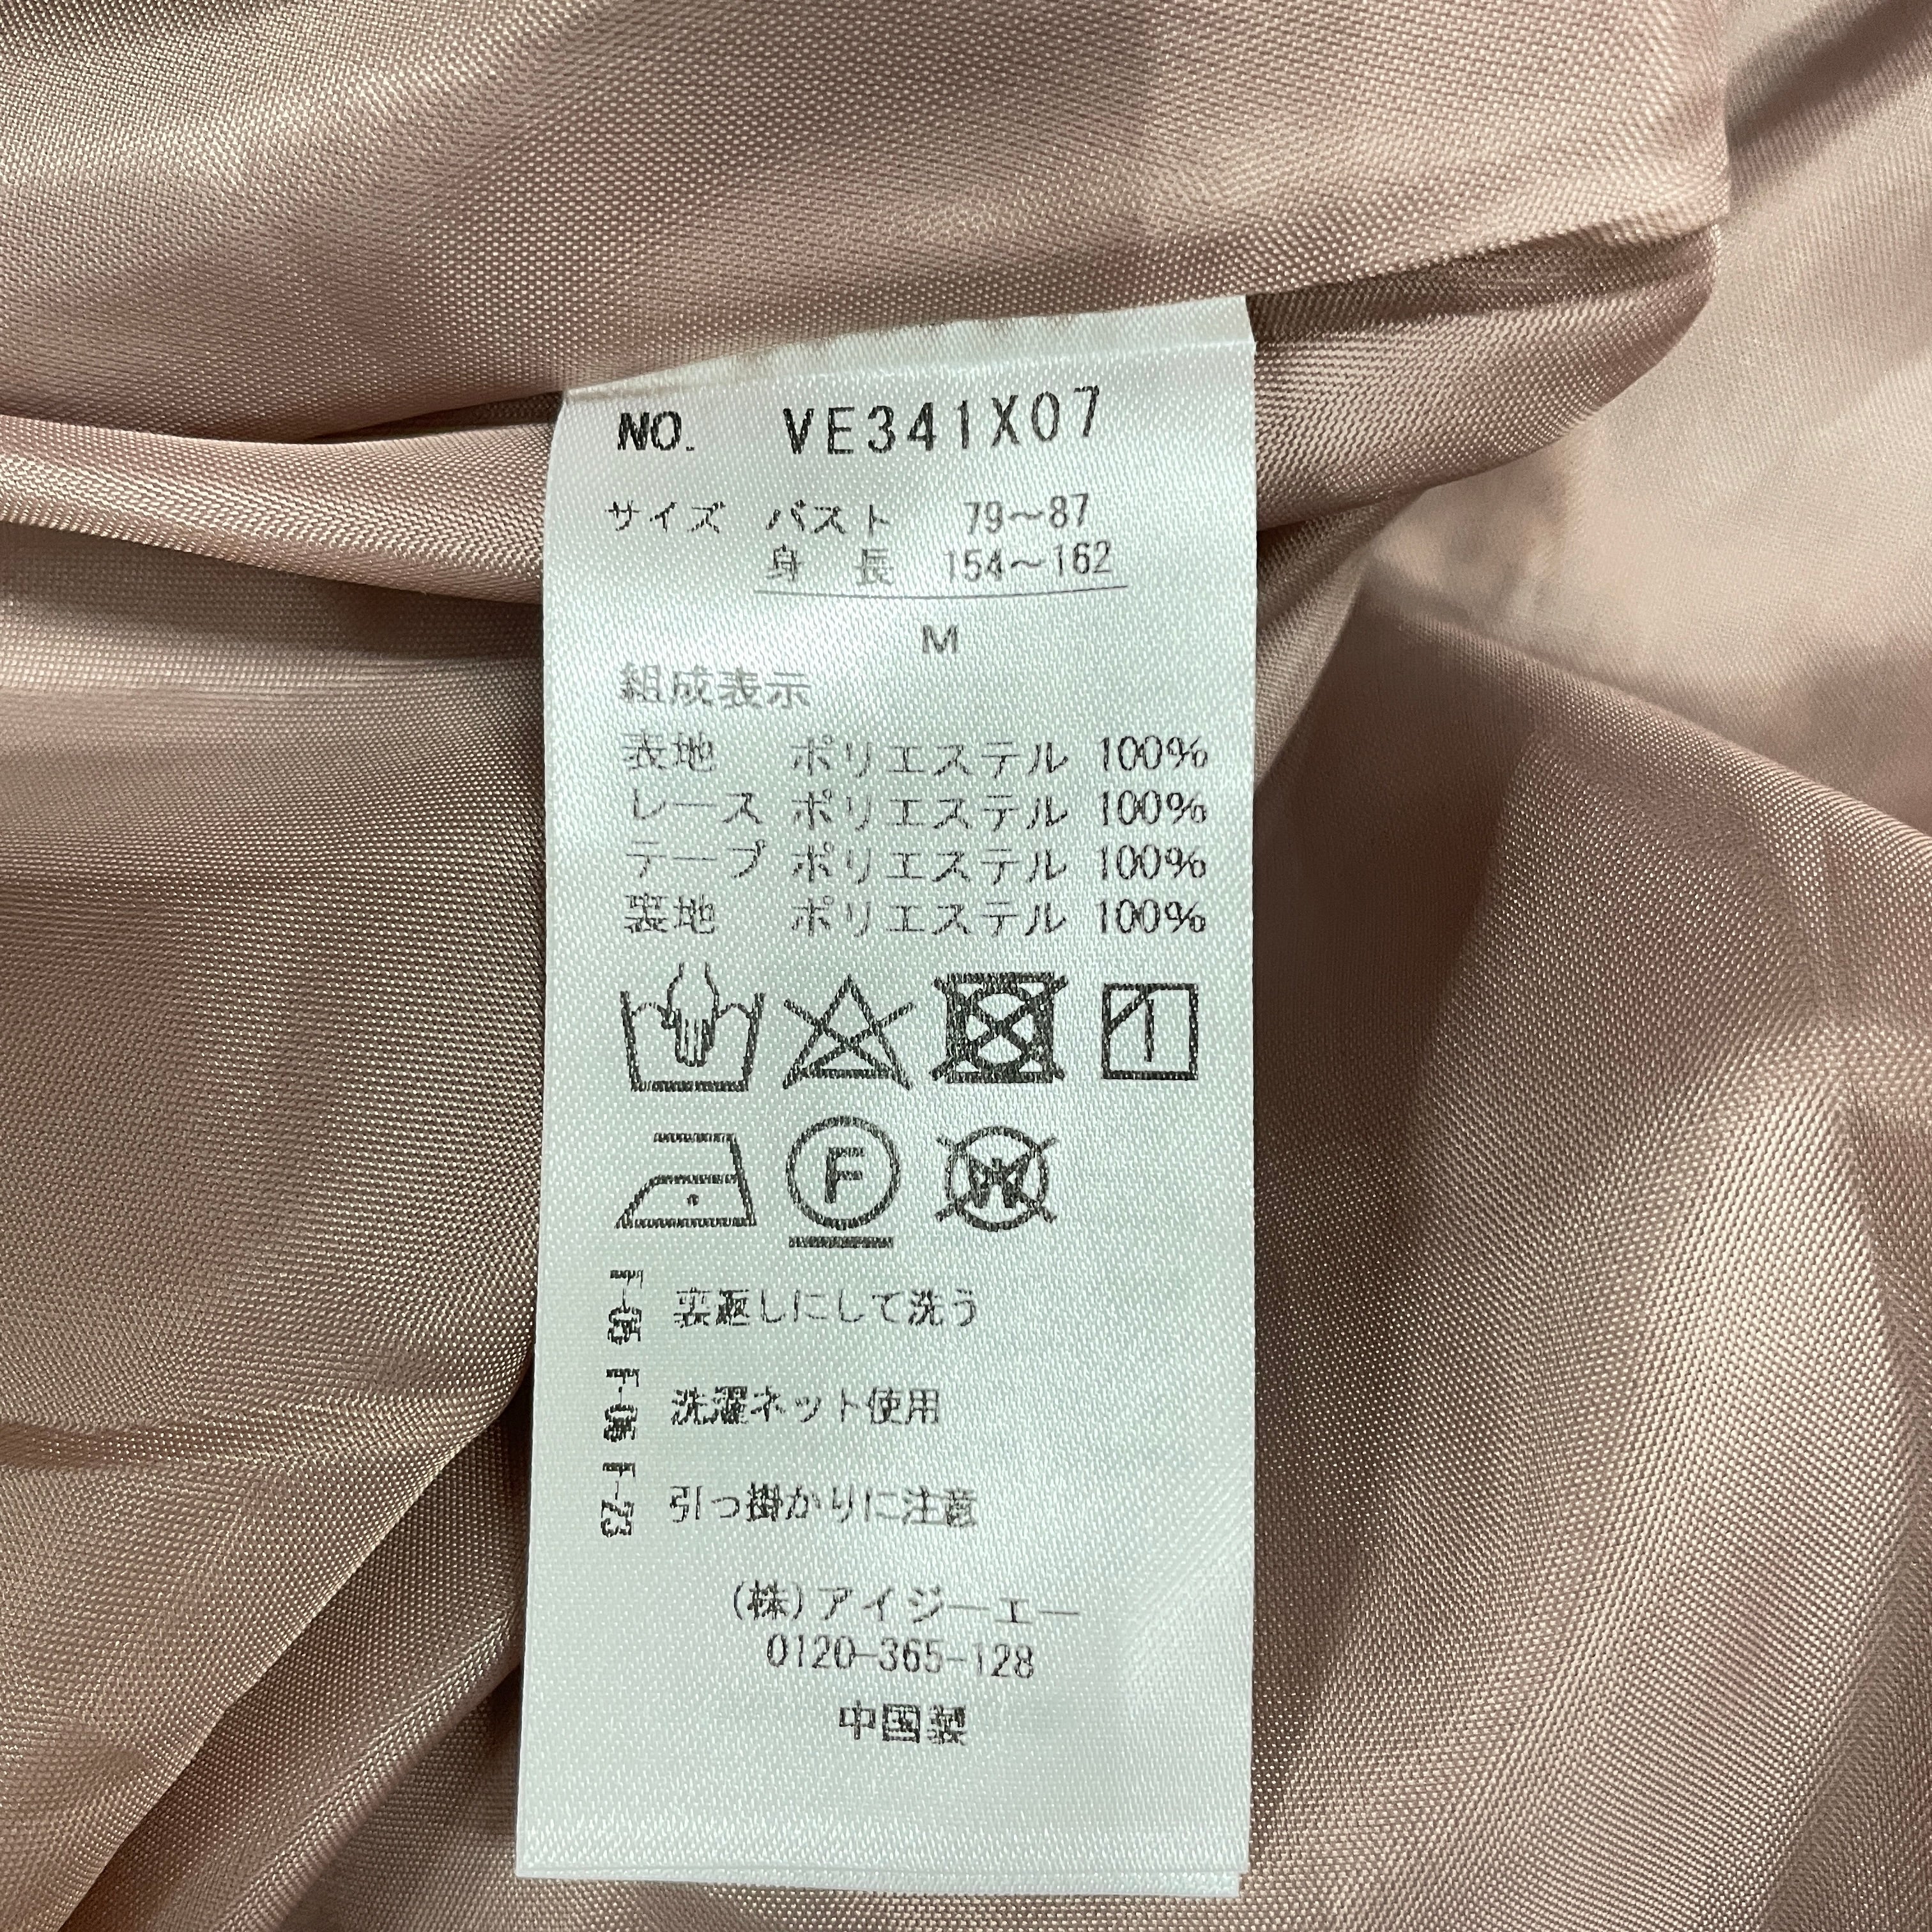 NO. VE341X07
サイズ バスト 79~87
身長 154~162
M
組成表示
表地 ポリエステル 100%
レース ポリエステル 100%
テープ ポリエステル 100%
裏地 ポリエステル 100%
F
W
F-05 裏返しにして洗う
F-06 洗濯ネット使用
F-23 引っ掛かりに注意
(株)アイジーエー
0120-365-128
中国製